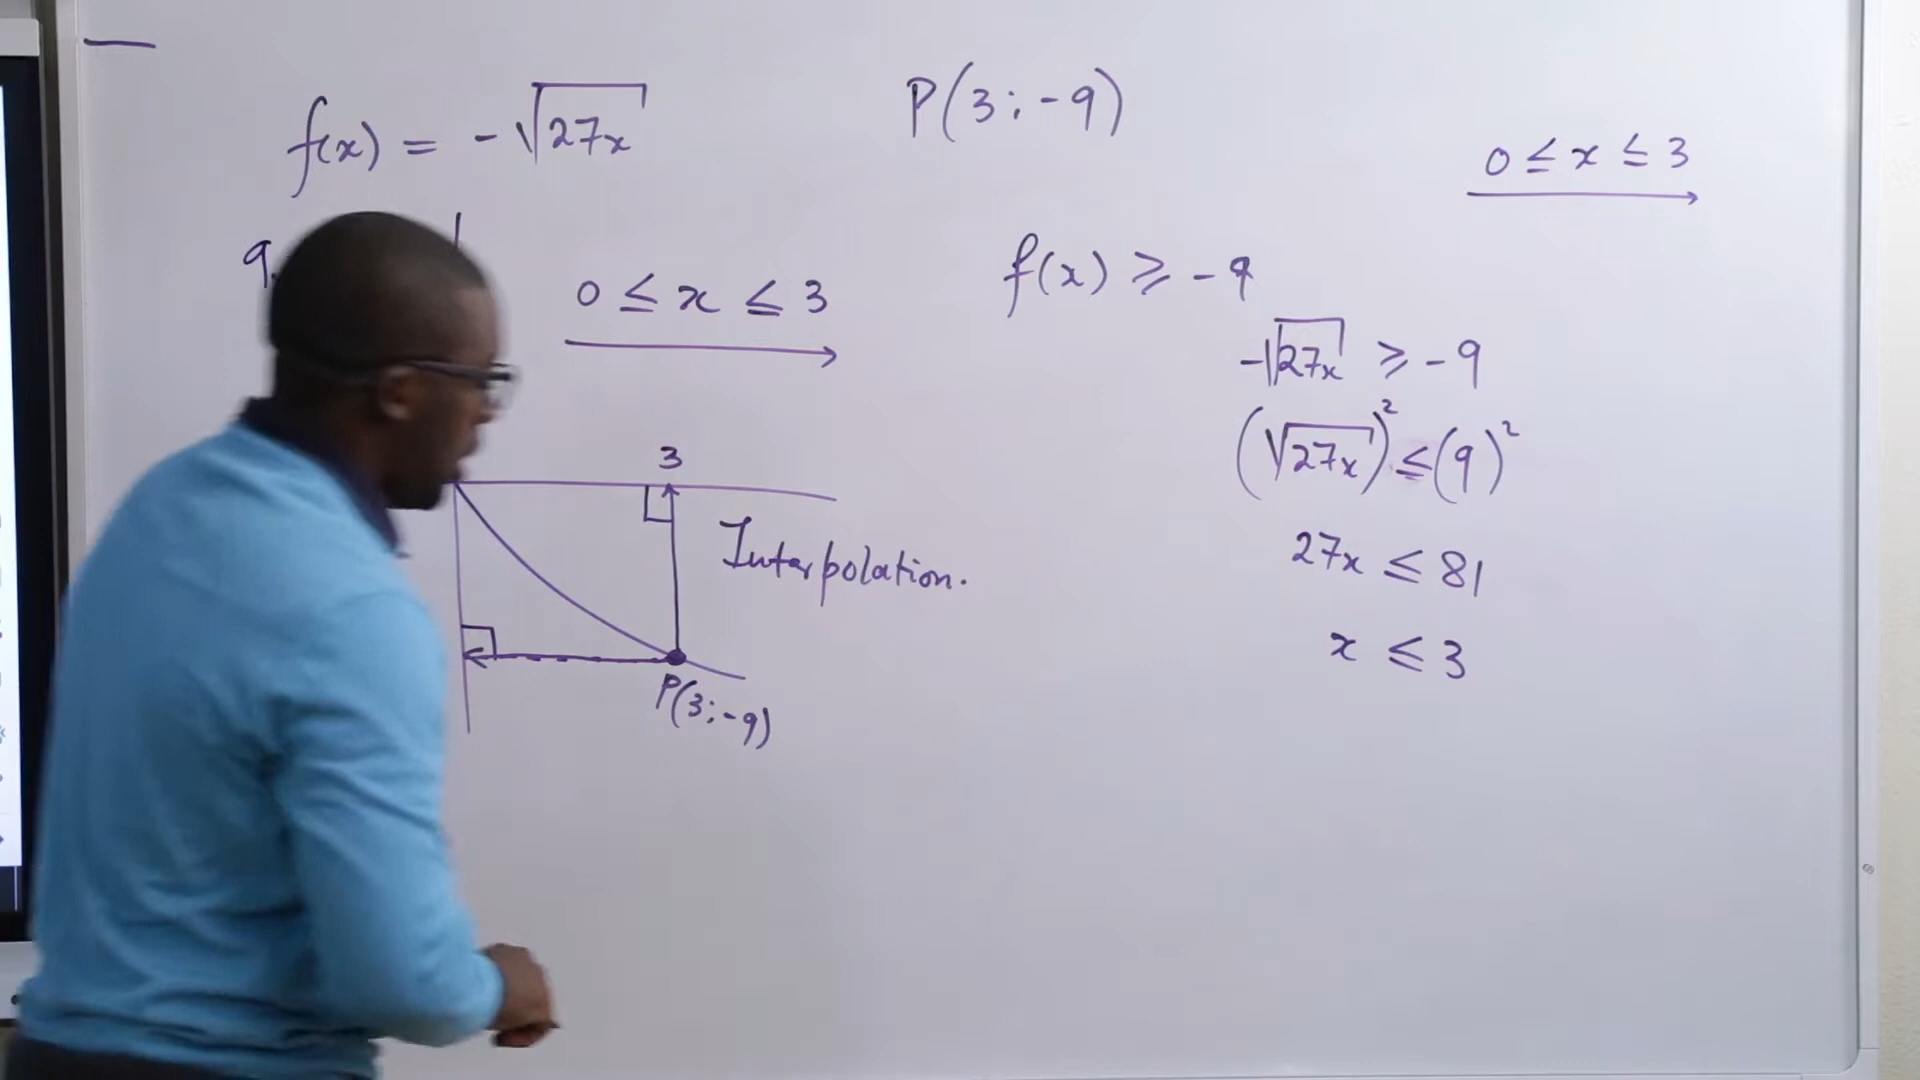 f(x) = -√27x
P(3;-9)
0 ≤ x ≤ 3
9.
0 ≤ x ≤ 3
f(x) ≥ -9
-√27x ≥ -9
(√27x)² ≤ (9)²
27x ≤ 81
x ≤ 3
3
Interpolation.
P(3;-9)